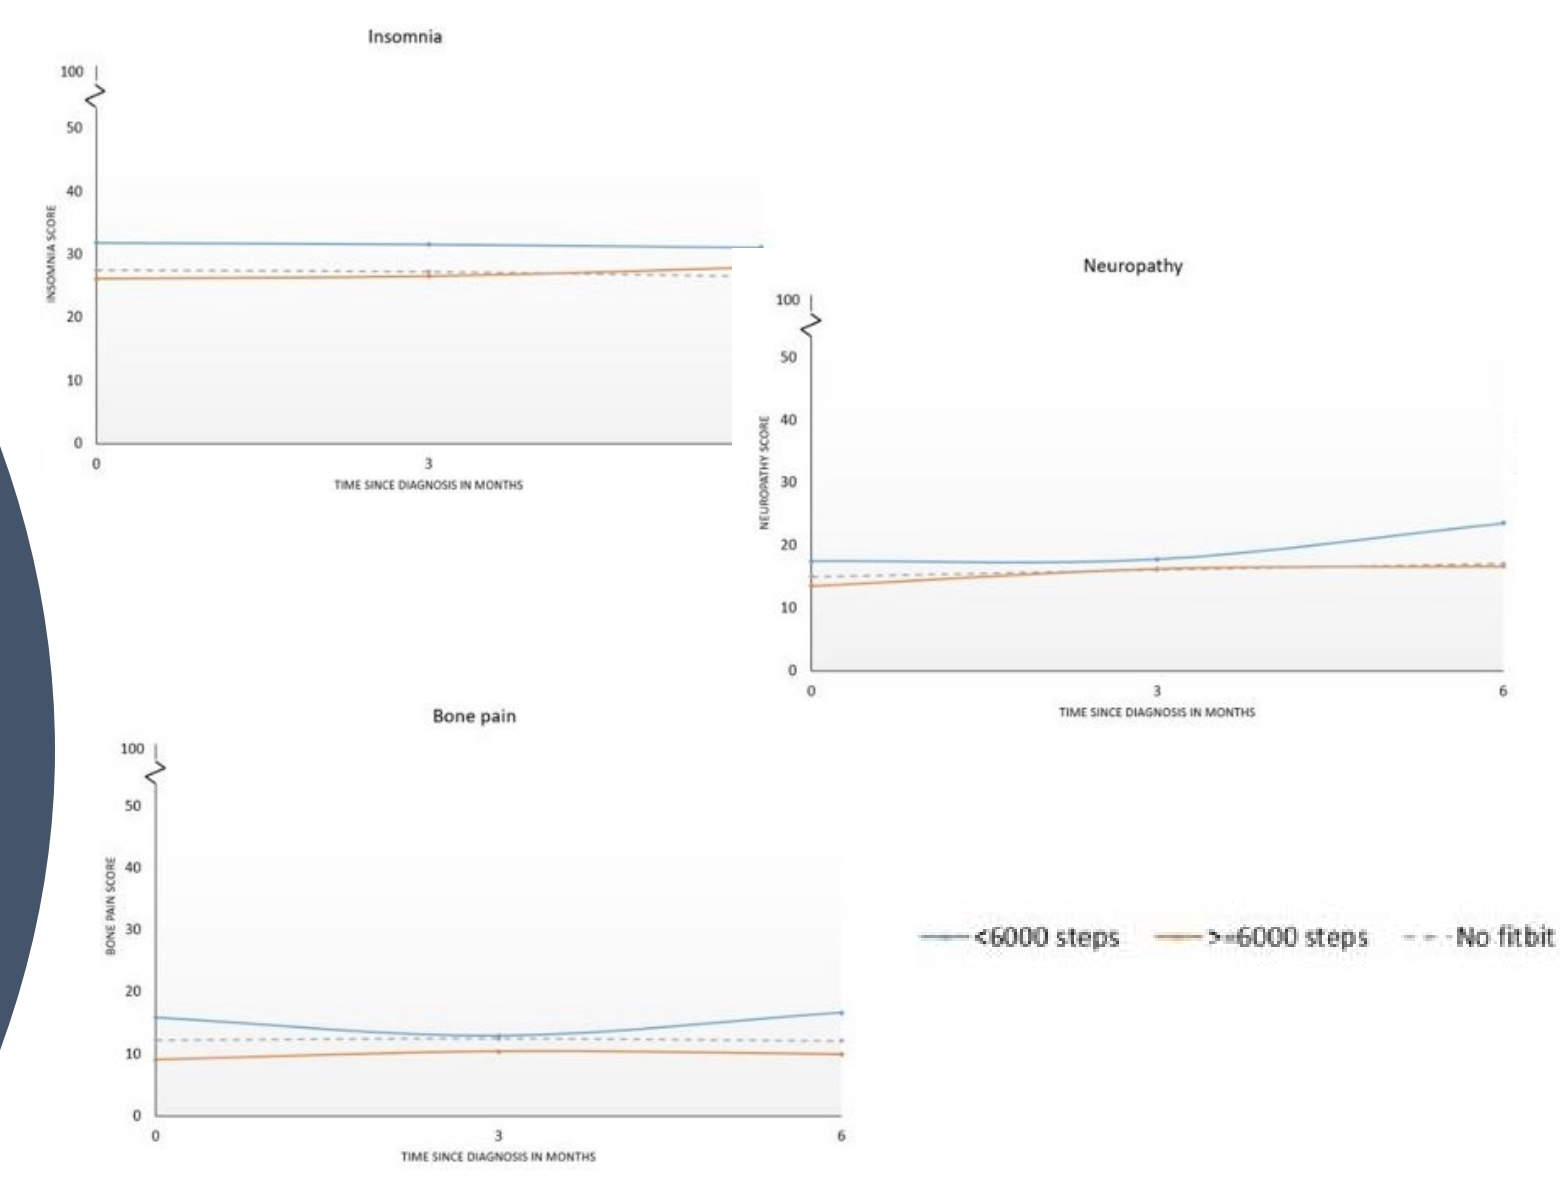 Insomnia
100
50
40
30
20
10
0
INSOMNIA SCORE
0 3
TIME SINCE DIAGNOSIS IN MONTHS
Neuropathy
100
50
40
30
20
10
0
NEUROPATHY SCORE
0 3 6
TIME SINCE DIAGNOSIS IN MONTHS
Bone pain
100
50
40
30
20
10
0
BONE PAIN SCORE
0 3 6
TIME SINCE DIAGNOSIS IN MONTHS
<6000 steps >=6000 steps No fitbit